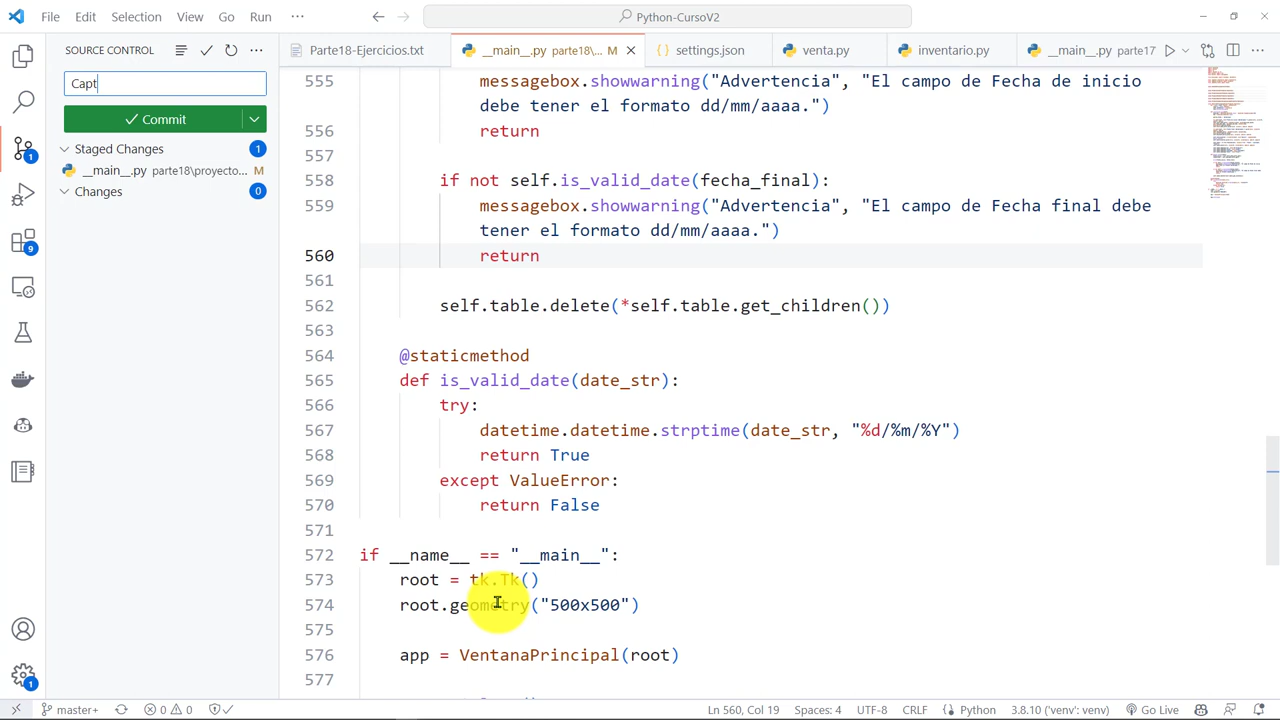 File Edit Selection View Go Run ··· Python-CursoV2
SOURCE CONTROL
Parte18-Ejercicios.txt __main__.py parte18\... M settings.json venta.py inventario.py __main__.py parte17
Capt
Commit
Staged Changes 1
__main__.py parte18\proyecto... M
Changes 0
1
9
1
555 messagebox.showwarning("Advertencia", "El campo de Fecha de
debe tener el formato dd/mm/aaaa.")
556 return
557
if not
559 messagebox.showwarning("Advertencia", "El campo de Fecha final debe
tener el formato dd/mm/aaaa.")
560 return
561
562 self.table.delete(*self.table.get_children())
563
564 @staticmethod
565 def is_valid_date(date_str):
566 try:
567 datetime.datetime.strptime(date_str, "%d/%m/%Y")
568 return True
569 except ValueError:
570 return False
571
572 if __name__ == "__main__":
573 root = tk.Tk()
574 root.geometry("500x500")
575
576 app = VentanaPrincipal(root)
577
master+ 0 0 Ln 560, Col 19 Spaces: 4 UTF-8 CRLF Python 3.8.10 ('venv': venv) Go Live